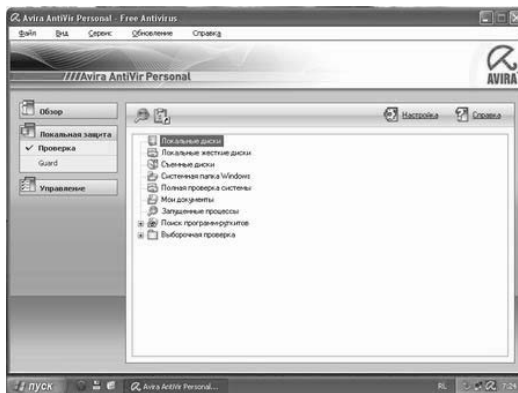 Avira AntiVir Personal - Free Antivirus
Файл Вид Сервис Обновление Справка
Avira AntiVir Personal
AVIRA
Обзор
Локальная защита
Проверка
Guard
Управление
Настройка Справка
Локальные диски
Локальные жесткие диски
Съемные диски
Системная папка Windows
Полная проверка системы
Мои документы
Запущенные процессы
Поиск программ-руткитов
Выборочная проверка
пуск Avira AntiVir Personal... RL 7:24